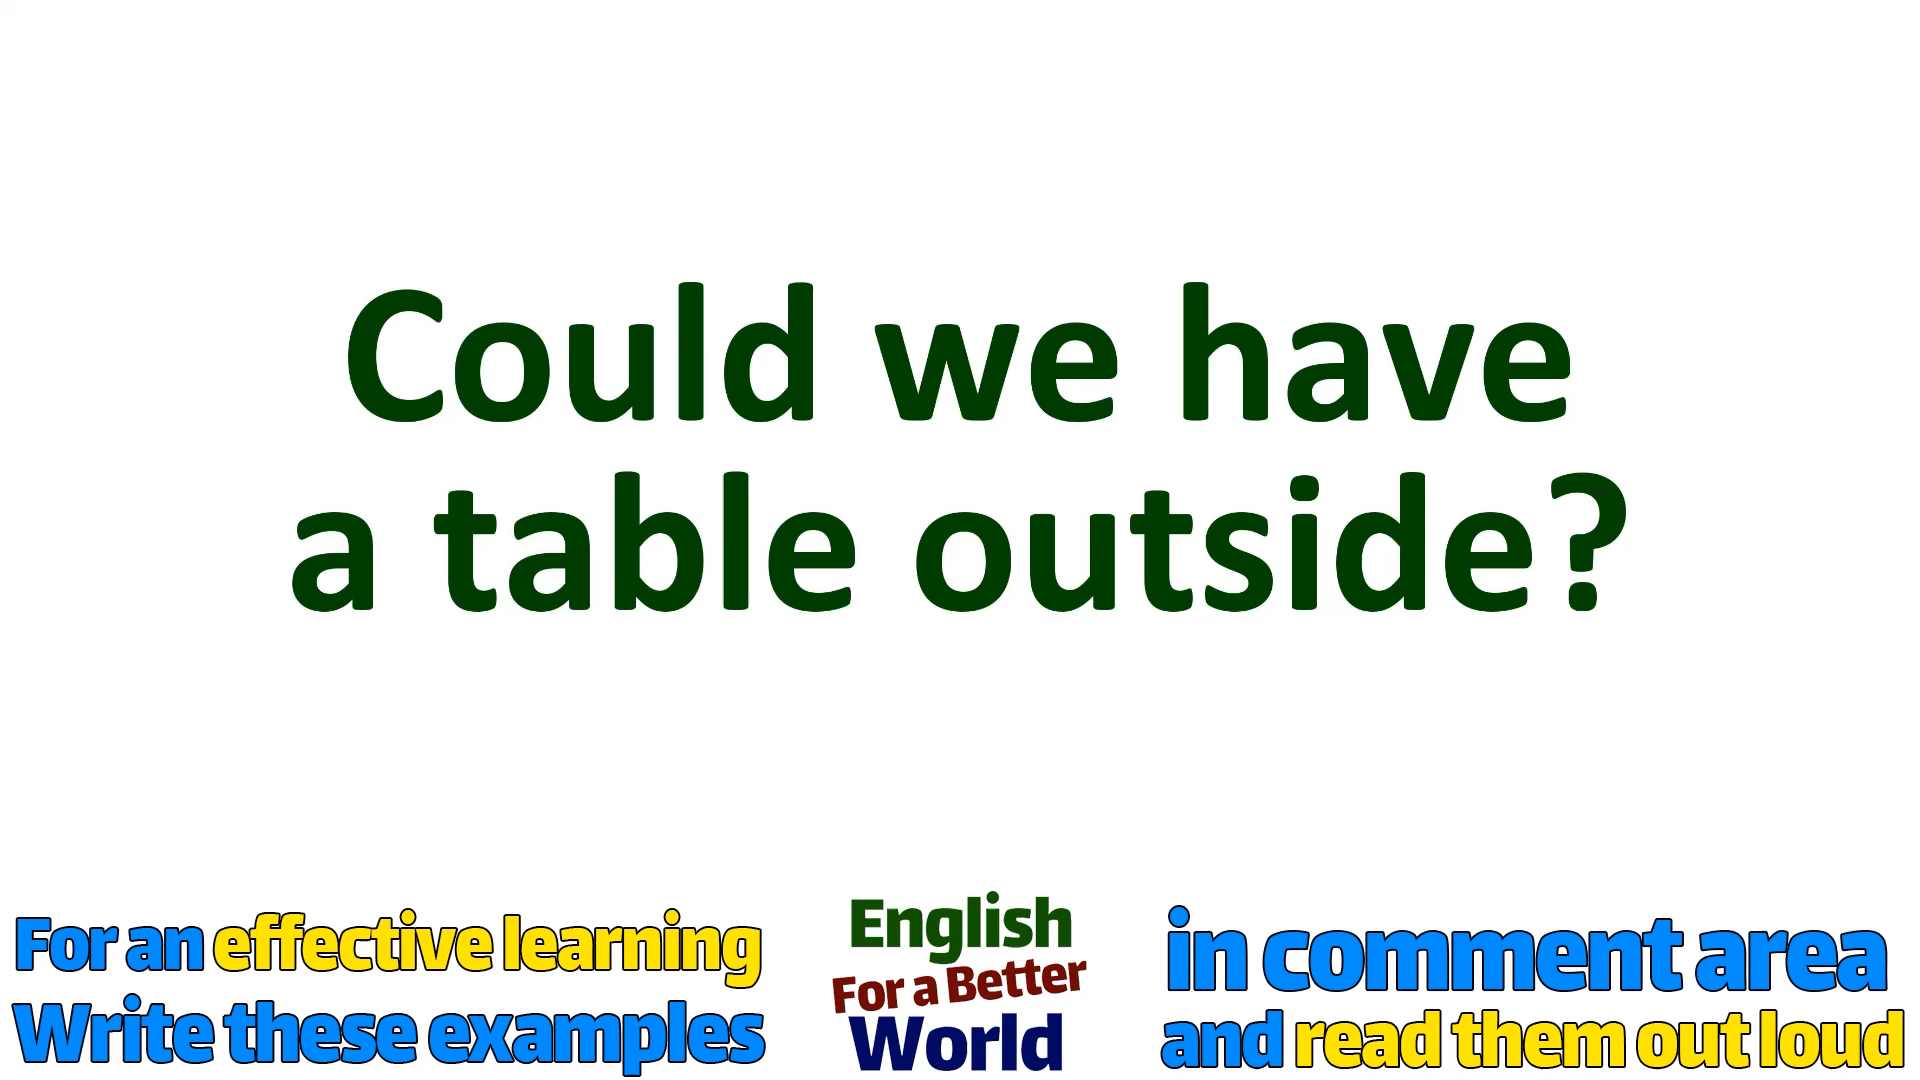 Could we have
a table outside?
For an effective learning
Write these examples
English
For a Better
World
in comment area
and read them out loud